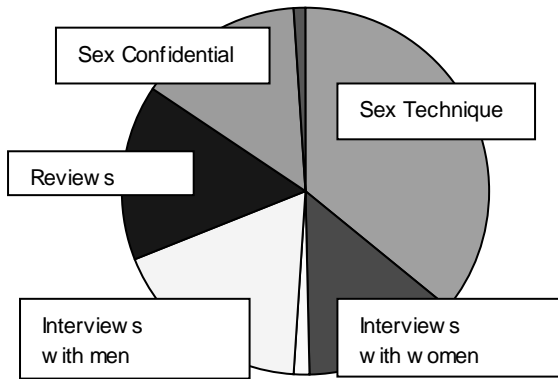 Sex Confidential
Sex Technique
Reviews
Interviews
with men
Interviews
with women